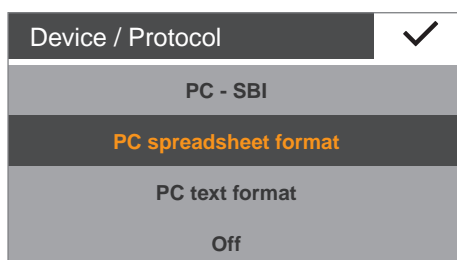 Device / Protocol
PC - SBI
PC spreadsheet format
PC text format
Off